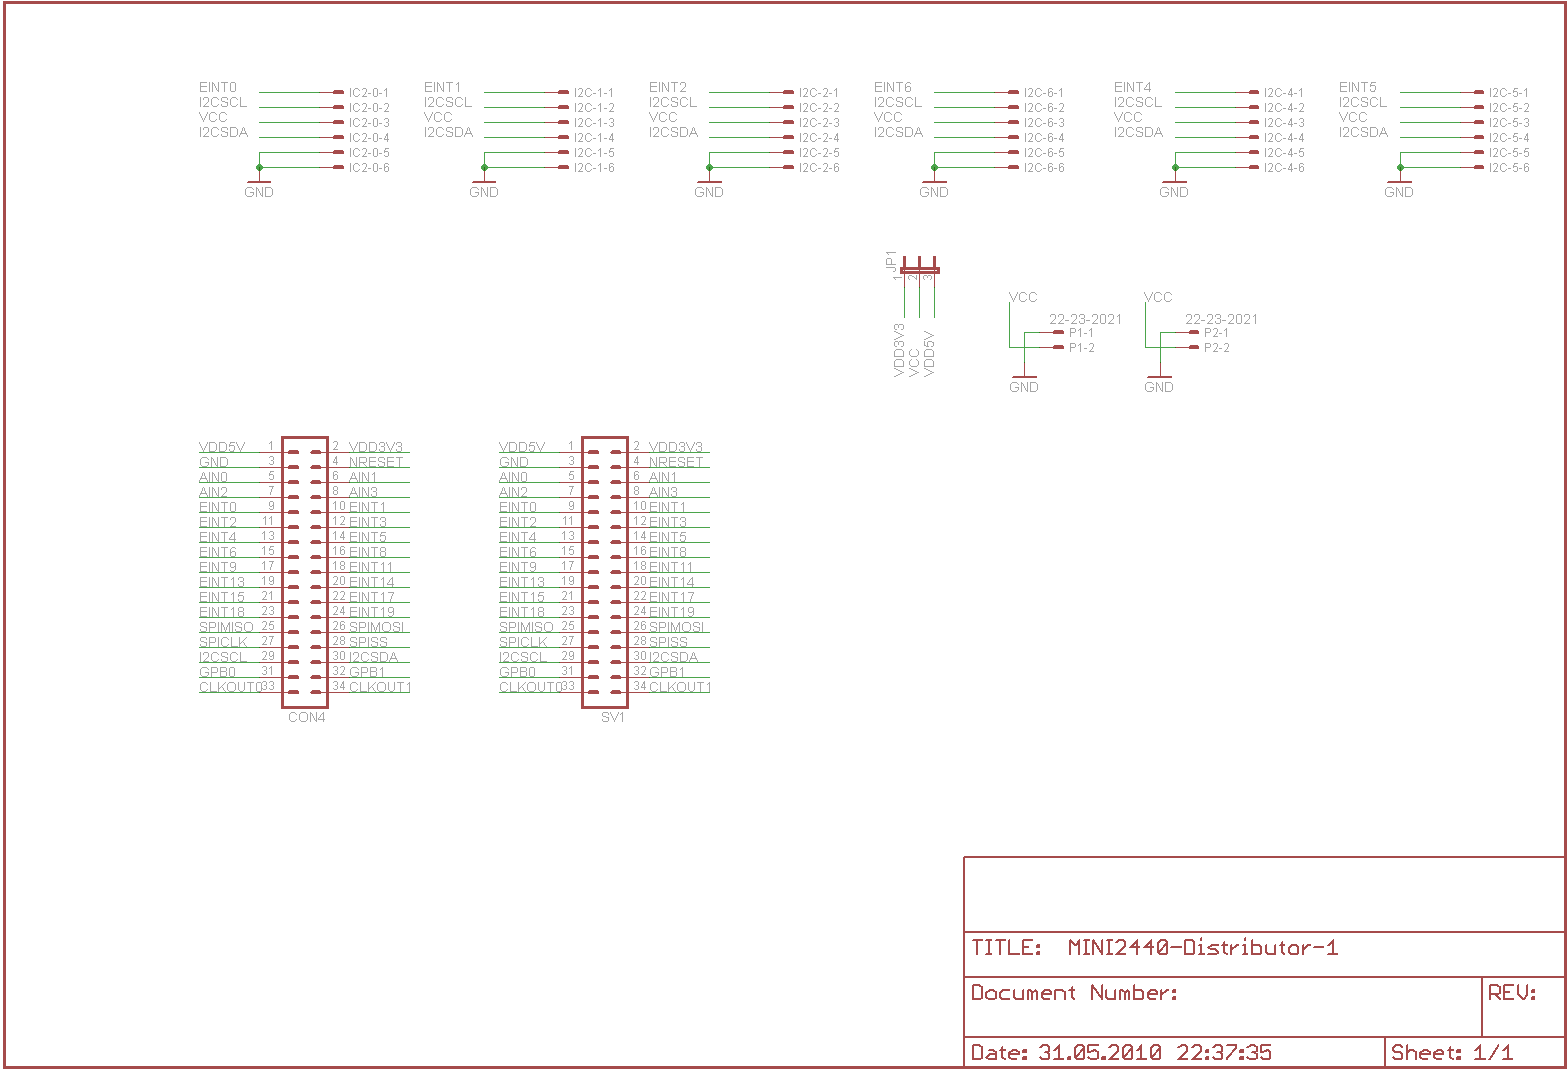 EINT0 IC2-0-1
I2CSCL IC2-0-2
VCC IC2-0-3
I2CSDA IC2-0-4
IC2-0-5
IC2-0-6
GND
EINT1 I2C-1-1
I2CSCL I2C-1-2
VCC I2C-1-3
I2CSDA I2C-1-4
I2C-1-5
I2C-1-6
GND
EINT2 I2C-2-1
I2CSCL I2C-2-2
VCC I2C-2-3
I2CSDA I2C-2-4
I2C-2-5
I2C-2-6
GND
EINT6 I2C-6-1
I2CSCL I2C-6-2
VCC I2C-6-3
I2CSDA I2C-6-4
I2C-6-5
I2C-6-6
GND
EINT4 I2C-4-1
I2CSCL I2C-4-2
VCC I2C-4-3
I2CSDA I2C-4-4
I2C-4-5
I2C-4-6
GND
EINT5 I2C-5-1
I2CSCL I2C-5-2
VCC I2C-5-3
I2CSDA I2C-5-4
I2C-5-5
I2C-5-6
GND
JP1
1 2 3
VDD3V3
VCC
VDD5V
VCC
22-23-2021
P1-1
P1-2
GND
VCC
22-23-2021
P2-1
P2-2
GND
VDD5V 1 2 VDD3V3
GND 3 4 NRESET
AIN0 5 6 AIN1
AIN2 7 8 AIN3
EINT0 9 10 EINT1
EINT2 11 12 EINT3
EINT4 13 14 EINT5
EINT6 15 16 EINT8
EINT9 17 18 EINT11
EINT13 19 20 EINT14
EINT15 21 22 EINT17
EINT18 23 24 EINT19
SPIMISO 25 26 SPIMOSI
SPICLK 27 28 SPISS
I2CSCL 29 30 I2CSDA
GPB0 31 32 GPB1
CLKOUT0 33 34 CLKOUT1
CON4
VDD5V 1 2 VDD3V3
GND 3 4 NRESET
AIN0 5 6 AIN1
AIN2 7 8 AIN3
EINT0 9 10 EINT1
EINT2 11 12 EINT3
EINT4 13 14 EINT5
EINT6 15 16 EINT8
EINT9 17 18 EINT11
EINT13 19 20 EINT14
EINT15 21 22 EINT17
EINT18 23 24 EINT19
SPIMISO 25 26 SPIMOSI
SPICLK 27 28 SPISS
I2CSCL 29 30 I2CSDA
GPB0 31 32 GPB1
CLKOUT0 33 34 CLKOUT1
SV1
TITLE: MINI2440-Distributor-1
Document Number:
REV:
Date: 31.05.2010 22:37:35
Sheet: 1/1